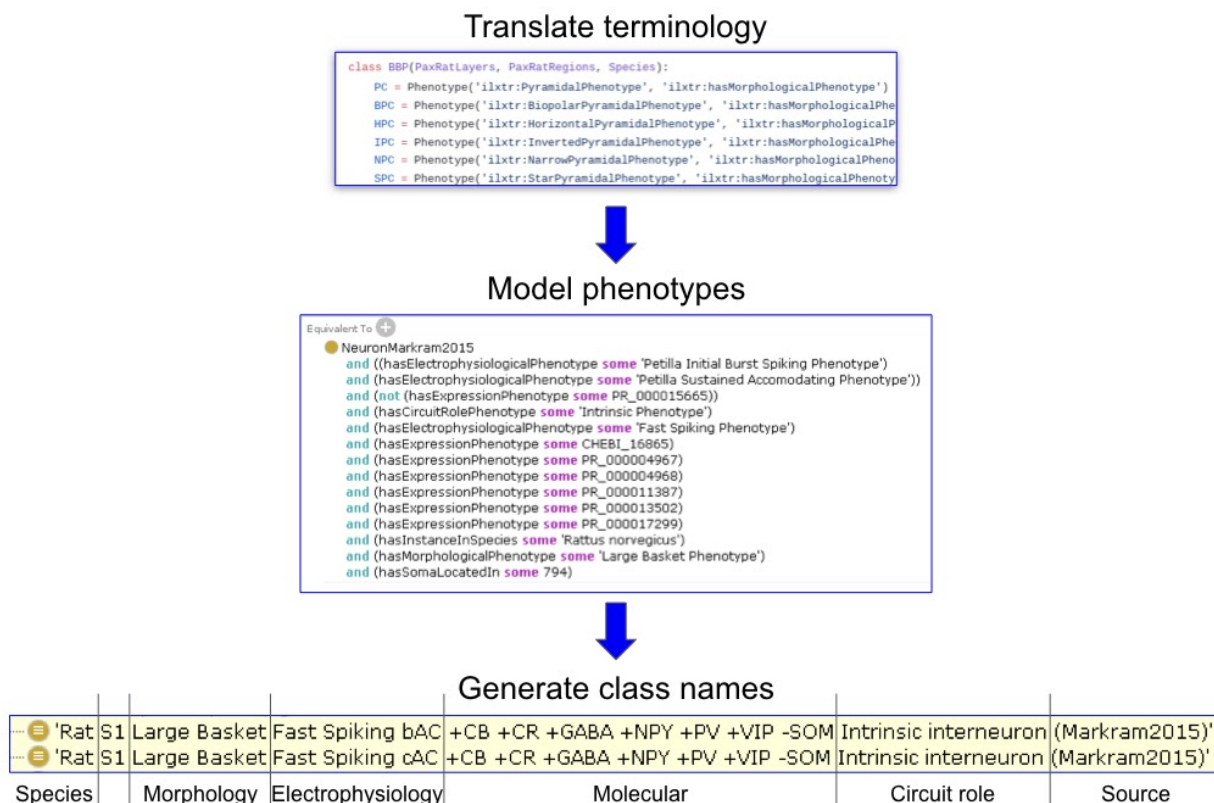 Translate terminology
class BBP(PaxRatLayers, PaxRatRegions, Species):
PC = Phenotype('ilxtr:PyramidalPhenotype', 'ilxtr:hasMorphologicalPhenotype')
BPC = Phenotype('ilxtr:BiopolarPyramidalPhenotype', 'ilxtr:hasMorphologicalPhe
HPC = Phenotype('ilxtr:HorizontalPyramidalPhenotype', 'ilxtr:hasMorphologicalP
IPC = Phenotype('ilxtr:InvertedPyramidalPhenotype', 'ilxtr:hasMorphologicalPhe
NPC = Phenotype('ilxtr:NarrowPyramidalPhenotype', 'ilxtr:hasMorphologicalPheno
SPC = Phenotype('ilxtr:StarPyramidalPhenotype', 'ilxtr:hasMorphologicalPhenoty
Model phenotypes
Equivalent To
NeuronMarkram2015
and ((hasElectrophysiologicalPhenotype some 'Petilla Initial Burst Spiking Phenotype')
and (hasElectrophysiologicalPhenotype some 'Petilla Sustained Accomodating Phenotype'))
and (not (hasExpressionPhenotype some PR_000015665))
and (hasCircuitRolePhenotype some 'Intrinsic Phenotype')
and (hasElectrophysiologicalPhenotype some 'Fast Spiking Phenotype')
and (hasExpressionPhenotype some CHEBI_16865)
and (hasExpressionPhenotype some PR_000004967)
and (hasExpressionPhenotype some PR_000004968)
and (hasExpressionPhenotype some PR_000011387)
and (hasExpressionPhenotype some PR_000013502)
and (hasExpressionPhenotype some PR_000017299)
and (hasInstanceInSpecies some 'Rattus norvegicus')
and (hasMorphologicalPhenotype some 'Large Basket Phenotype')
and (hasSomaLocatedIn some 794)
Generate class names
'Rat S1 Large Basket Fast Spiking bAC +CB +CR +GABA +NPY +PV +VIP -SOM Intrinsic interneuron (Markram2015)'
'Rat S1 Large Basket Fast Spiking cAC +CB +CR +GABA +NPY +PV +VIP -SOM Intrinsic interneuron (Markram2015)'
Species Morphology Electrophysiology Molecular Circuit role Source